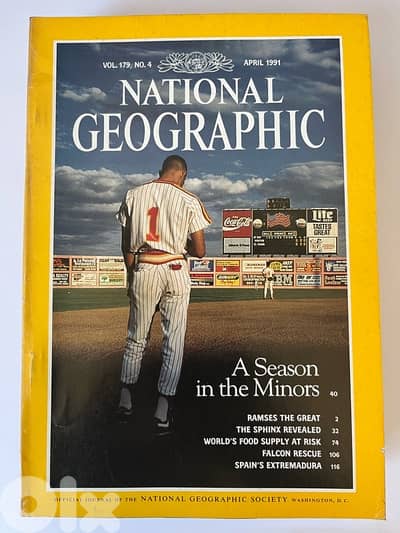 VOL. 179, NO. 4 APRIL 1991
NATIONAL
GEOGRAPHIC
1
Coca-Cola
Lite
TASTES
GREAT
A Season
in the Minors 40
RAMSES THE GREAT 2
THE SPHINX REVEALED 32
WORLD'S FOOD SUPPLY AT RISK 74
FALCON RESCUE 106
SPAIN'S EXTREMADURA 116
OFFICIAL JOURNAL OF THE NATIONAL GEOGRAPHIC SOCIETY WASHINGTON, D.C.
olx